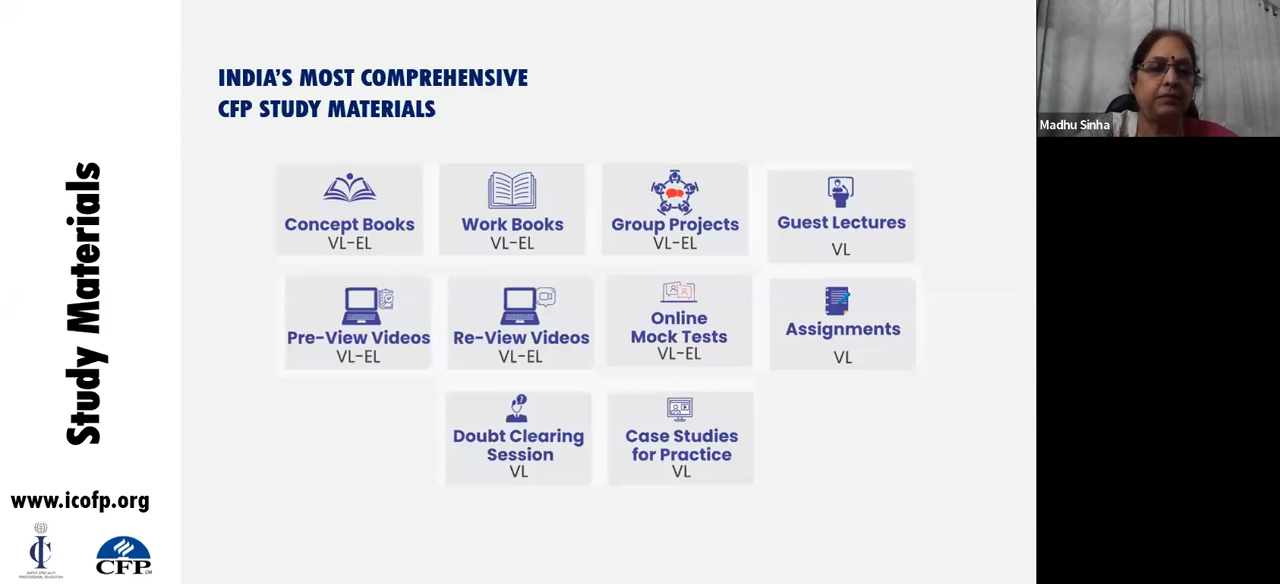 INDIA'S MOST COMPREHENSIVE
CFP STUDY MATERIALS
Study Materials
Concept Books
VL-EL
Work Books
VL-EL
Group Projects
VL-EL
Guest Lectures
VL
Pre-View Videos
VL-EL
Re-View Videos
VL-EL
Online
Mock Tests
VL-EL
Assignments
VL
Doubt Clearing
Session
VL
Case Studies
for Practice
VL
www.icofp.org
CFP
Madhu Sinha